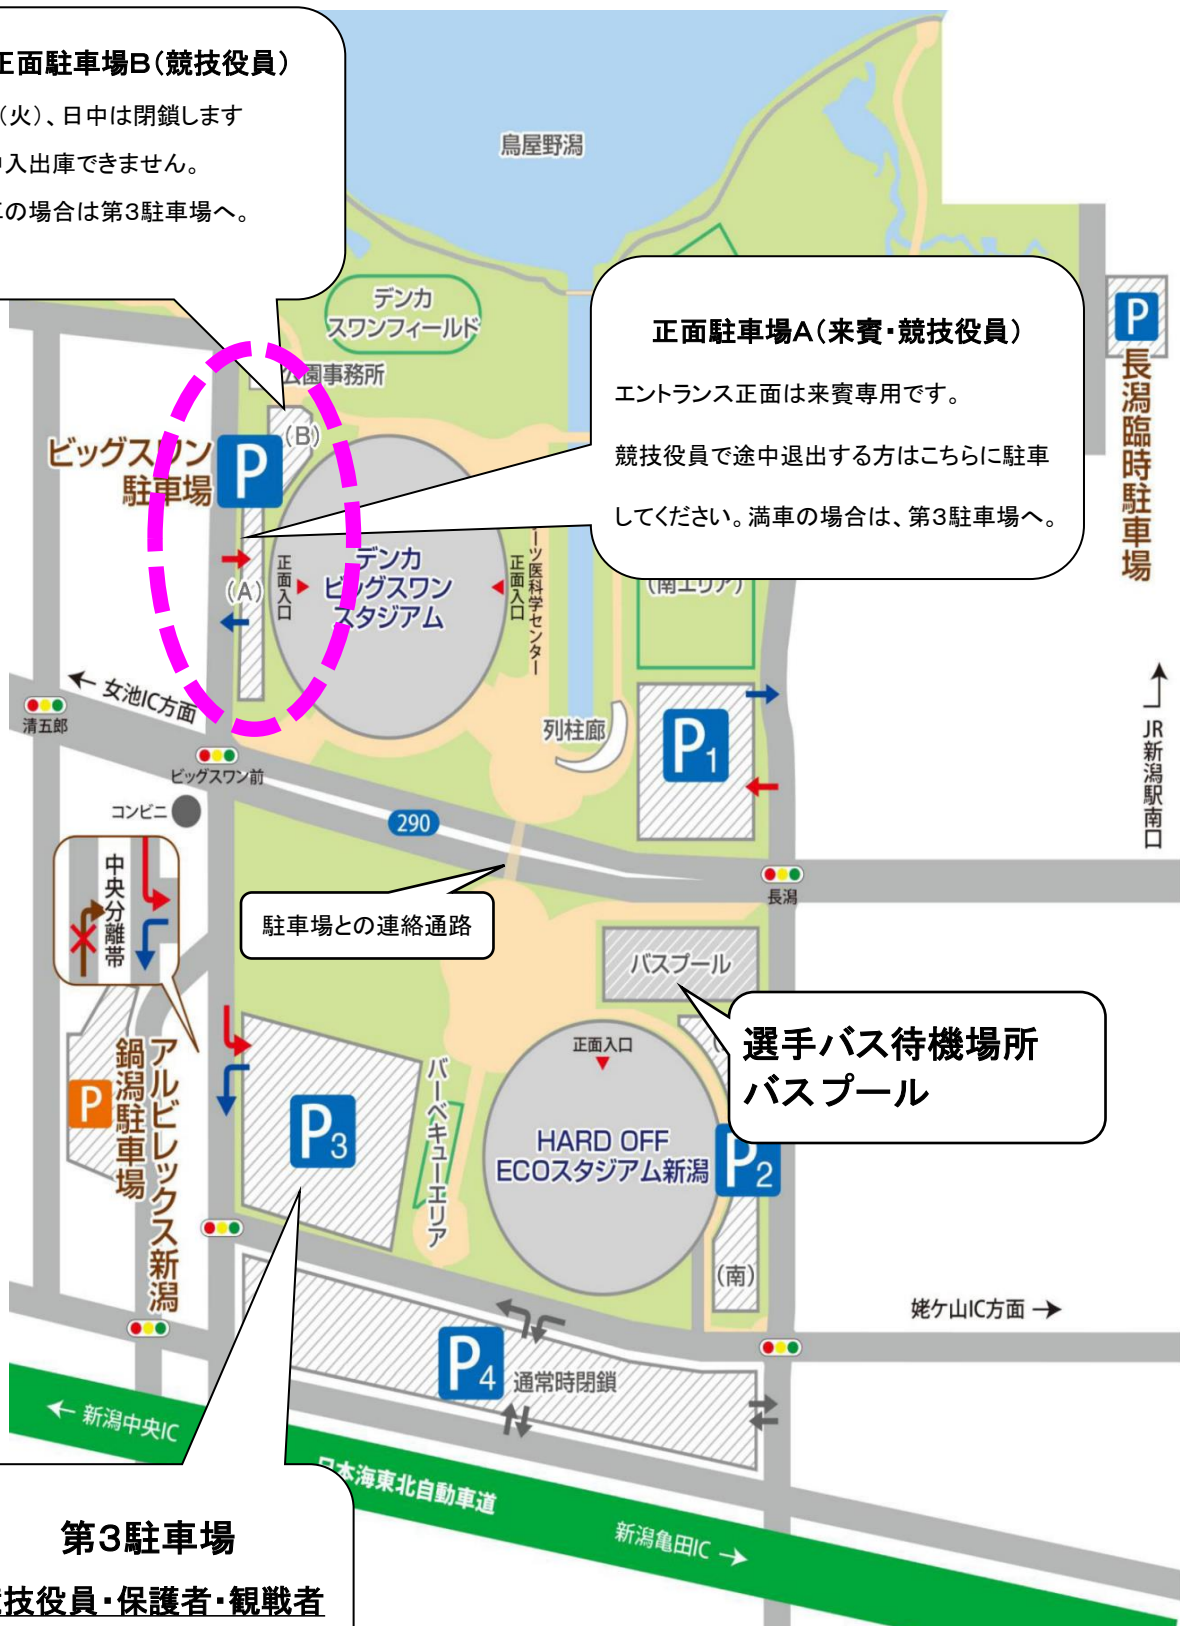 正面駐車場B(競技役員)
(火)、日中は閉鎖します
入出庫できません。
の場合は第3駐車場へ。
鳥屋野潟
デンカ
スワンフィールド
公園事務所
正面駐車場A(来賓・競技役員)
エントランス正面は来賓専用です。
競技役員で途中退出する方はこちらに駐車
してください。満車の場合は、第3駐車場へ。
P
長潟臨時駐車場
ビッグスワン
駐車場
P
(B)
(A)
正面入口
デンカ
ビッグスワン
スタジアム
正面入口
ーツ医科学センター
(南エリア)
← 女池IC方面
清五郎
ビッグスワン前
コンビニ
列柱廊
P1
JR新潟駅南口
290
長潟
中央分離帯
駐車場との連絡通路
バスプール
選手バス待機場所
バスプール
正面入口
P
アルビレックス新潟
鍋潟駐車場
P3
バーベキューエリア
HARD OFF
ECOスタジアム新潟
P2
(南)
姥ケ山IC方面 →
P4
通常時閉鎖
← 新潟中央IC
日本海東北自動車道
新潟亀田IC →
第3駐車場
技役員・保護者・観戦者